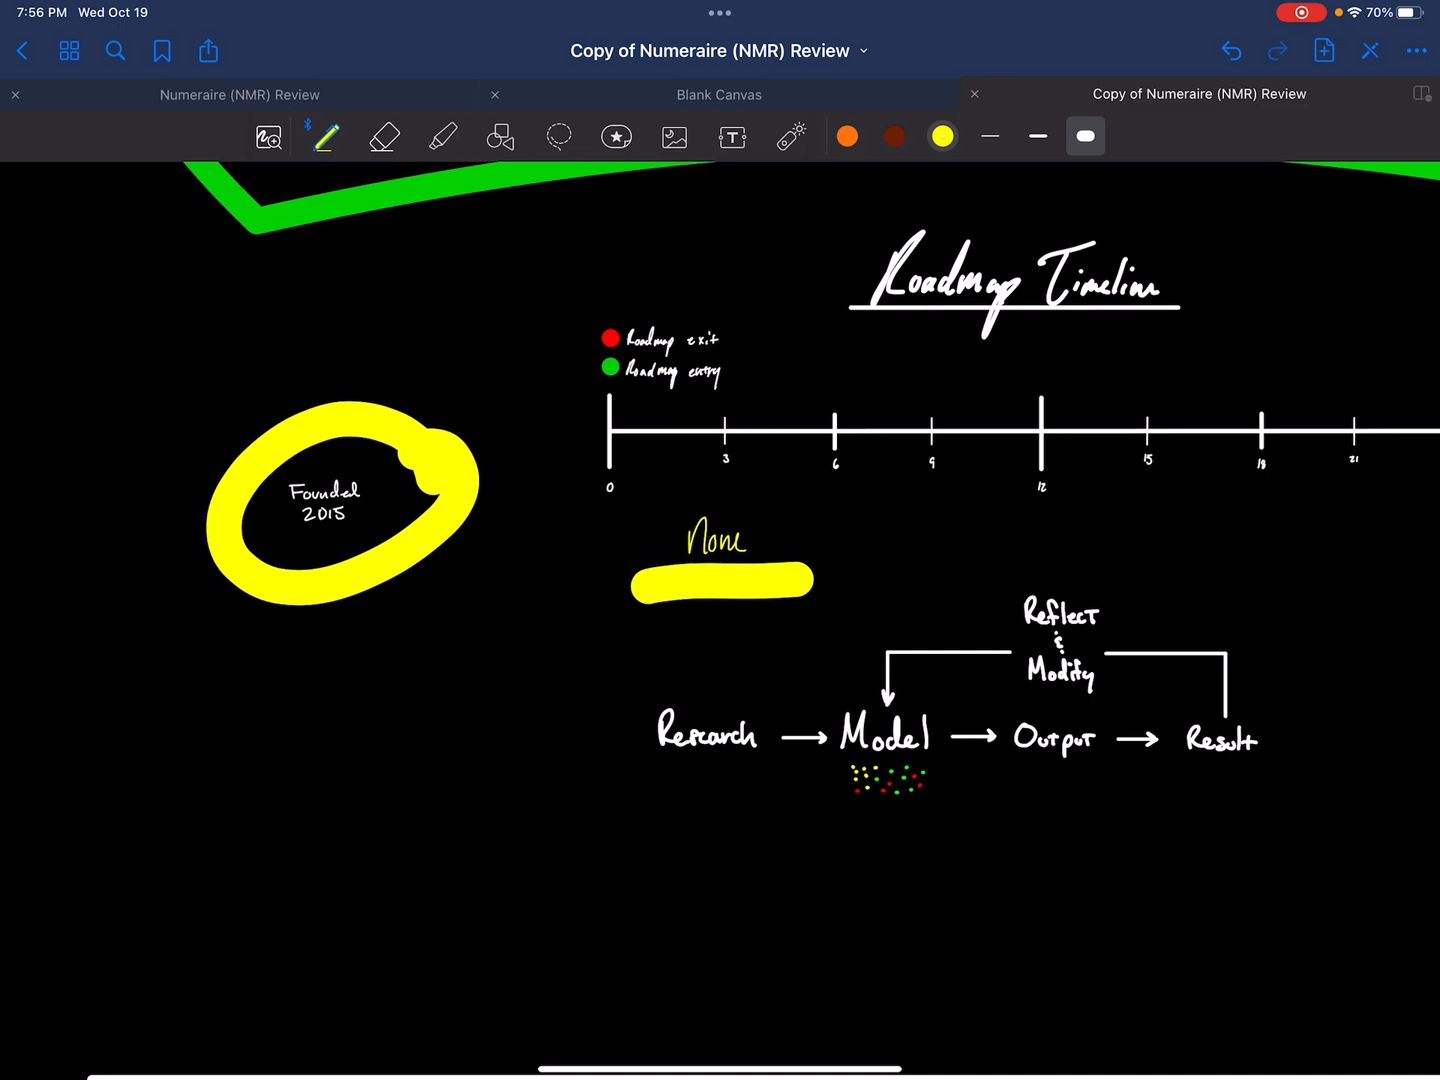 7:56 PM Wed Oct 19
70%
Copy of Numeraire (NMR) Review
Numeraire (NMR) Review
Blank Canvas
Copy of Numeraire (NMR) Review
T
Roadmap Timeline
Roadmap exit
Roadmap entry
3
6
9
15
18
21
0
12
Founded
2015
None
Reflect
&
Modify
Research → Model → Output → Result